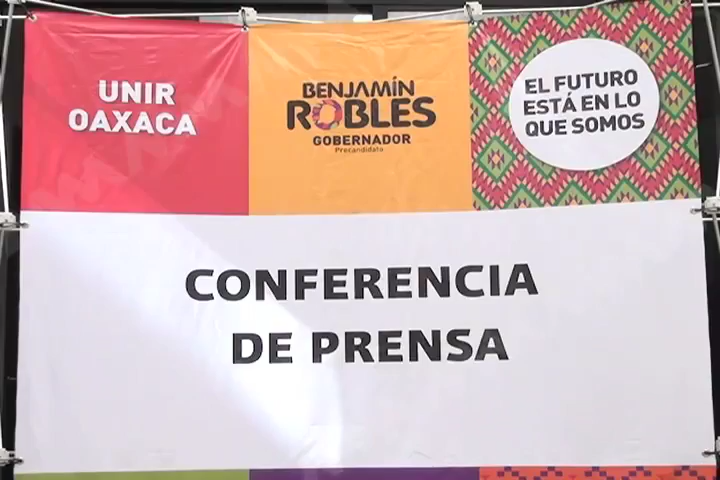 UNIR
OAXACA
BENJAMÍN
ROBLES
GOBERNADOR
Precandidato
EL FUTURO
ESTÁ EN LO
QUE SOMOS
CONFERENCIA
DE PRENSA